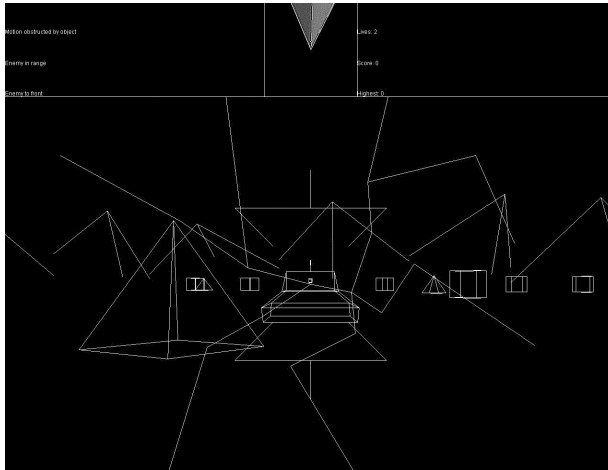 Motion obstructed by object
Enemy in range
Enemy to front
Lives: 2
Score: 0
Highest: 0